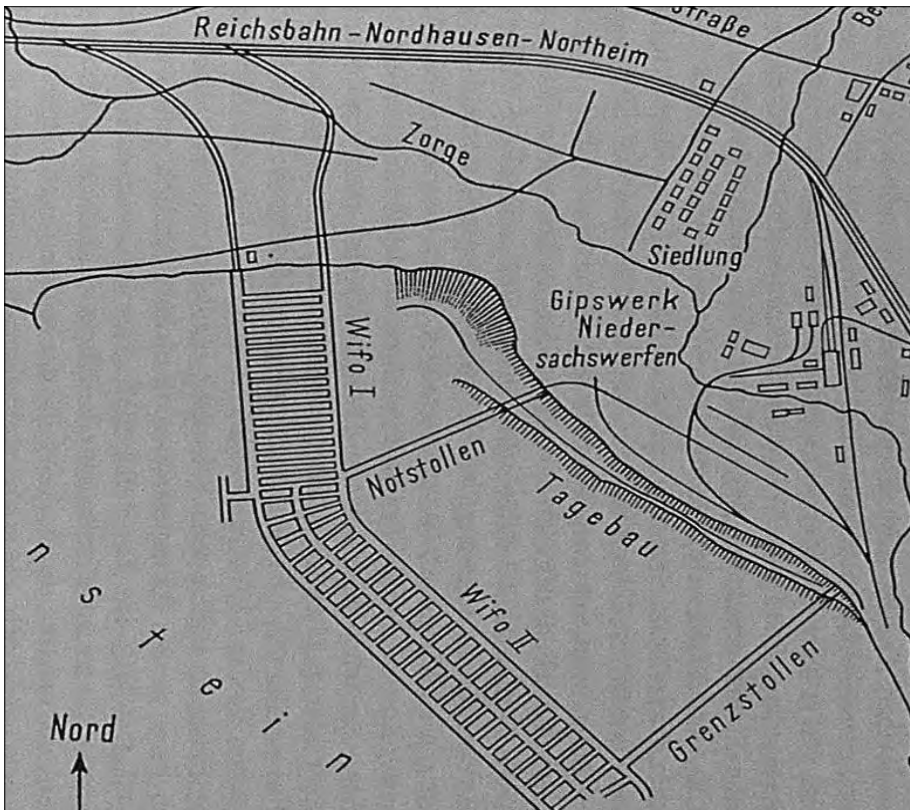 straße
Reichsbahn-Nordhausen-Northeim
Zorge
Siedlung
Gipswerk
Nieder-
sachswerfen
Wifo I
Notstollen
Tagebau
Wifo II
Grenzstollen
n s t e i n
Nord